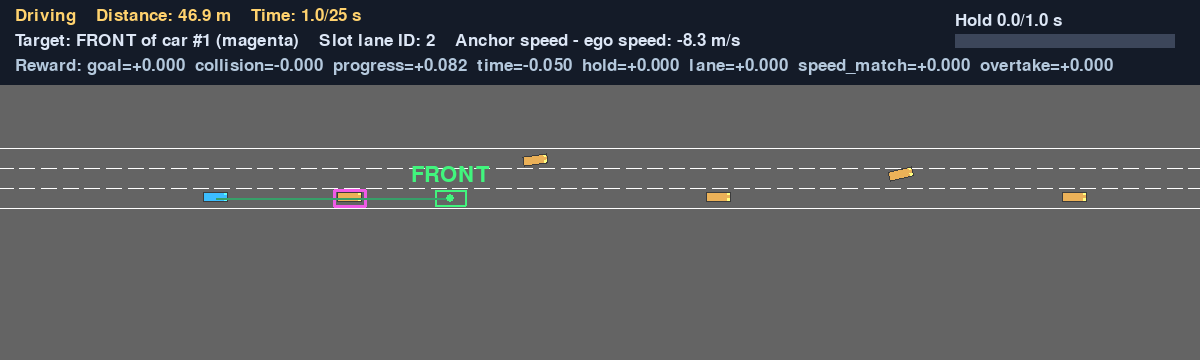 Driving Distance: 46.9 m Time: 1.0/25 s
Hold 0.0/1.0 s
Target: FRONT of car #1 (magenta) Slot lane ID: 2 Anchor speed - ego speed: -8.3 m/s
Reward: goal=+0.000 collision=-0.000 progress=+0.082 time=-0.050 hold=+0.000 lane=+0.000 speed_match=+0.000 overtake=+0.000
FRONT